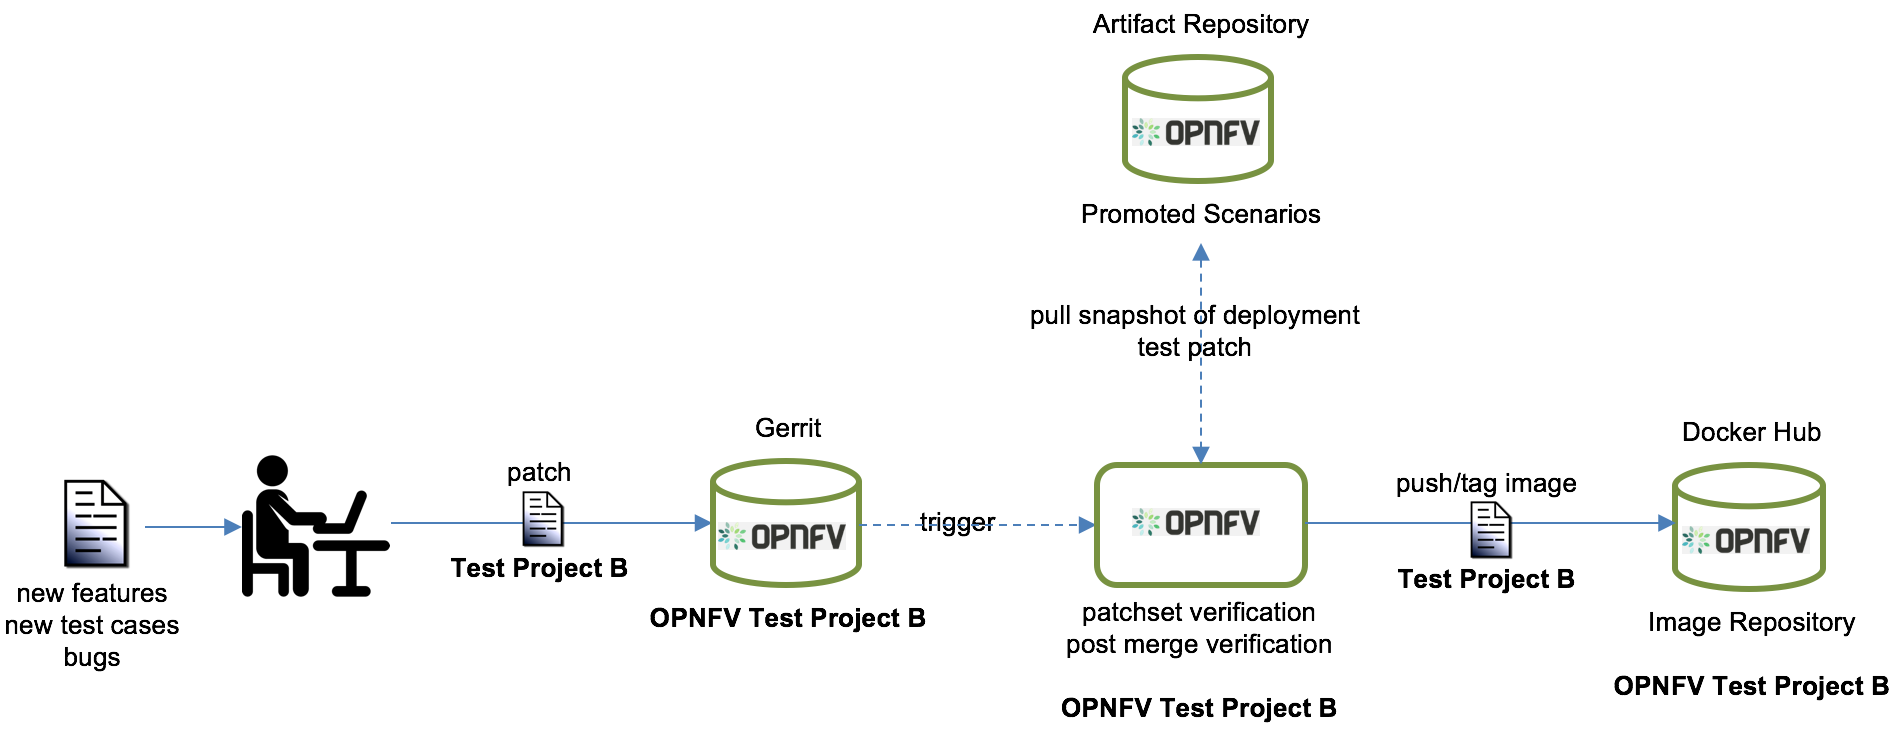 Artifact Repository
OPNFV
Promoted Scenarios
pull snapshot of deployment
test patch
new features
new test cases
bugs
patch
Test Project B
Gerrit
OPNFV
OPNFV Test Project B
trigger
OPNFV
patchset verification
post merge verification
OPNFV Test Project B
push/tag image
Test Project B
Docker Hub
OPNFV
Image Repository
OPNFV Test Project B